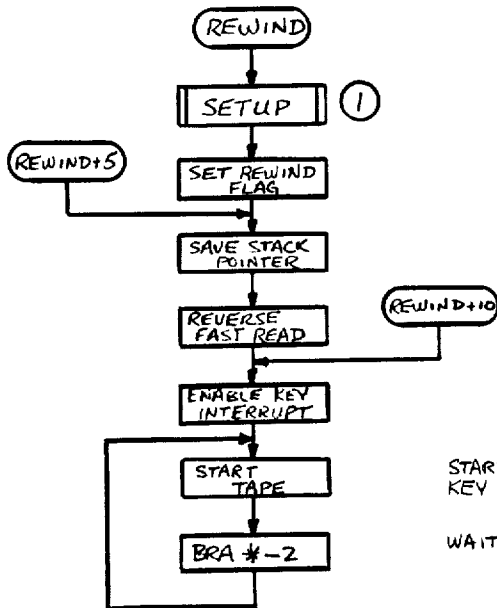 REWIND
SETUP
1
REWIND+5
SET REWIND
FLAG
SAVE STACK
POINTER
REVERSE
FAST READ
REWIND+10
ENABLE KEY
INTERRUPT
START
TAPE
STAR
KEY
BRA *-2
WAIT